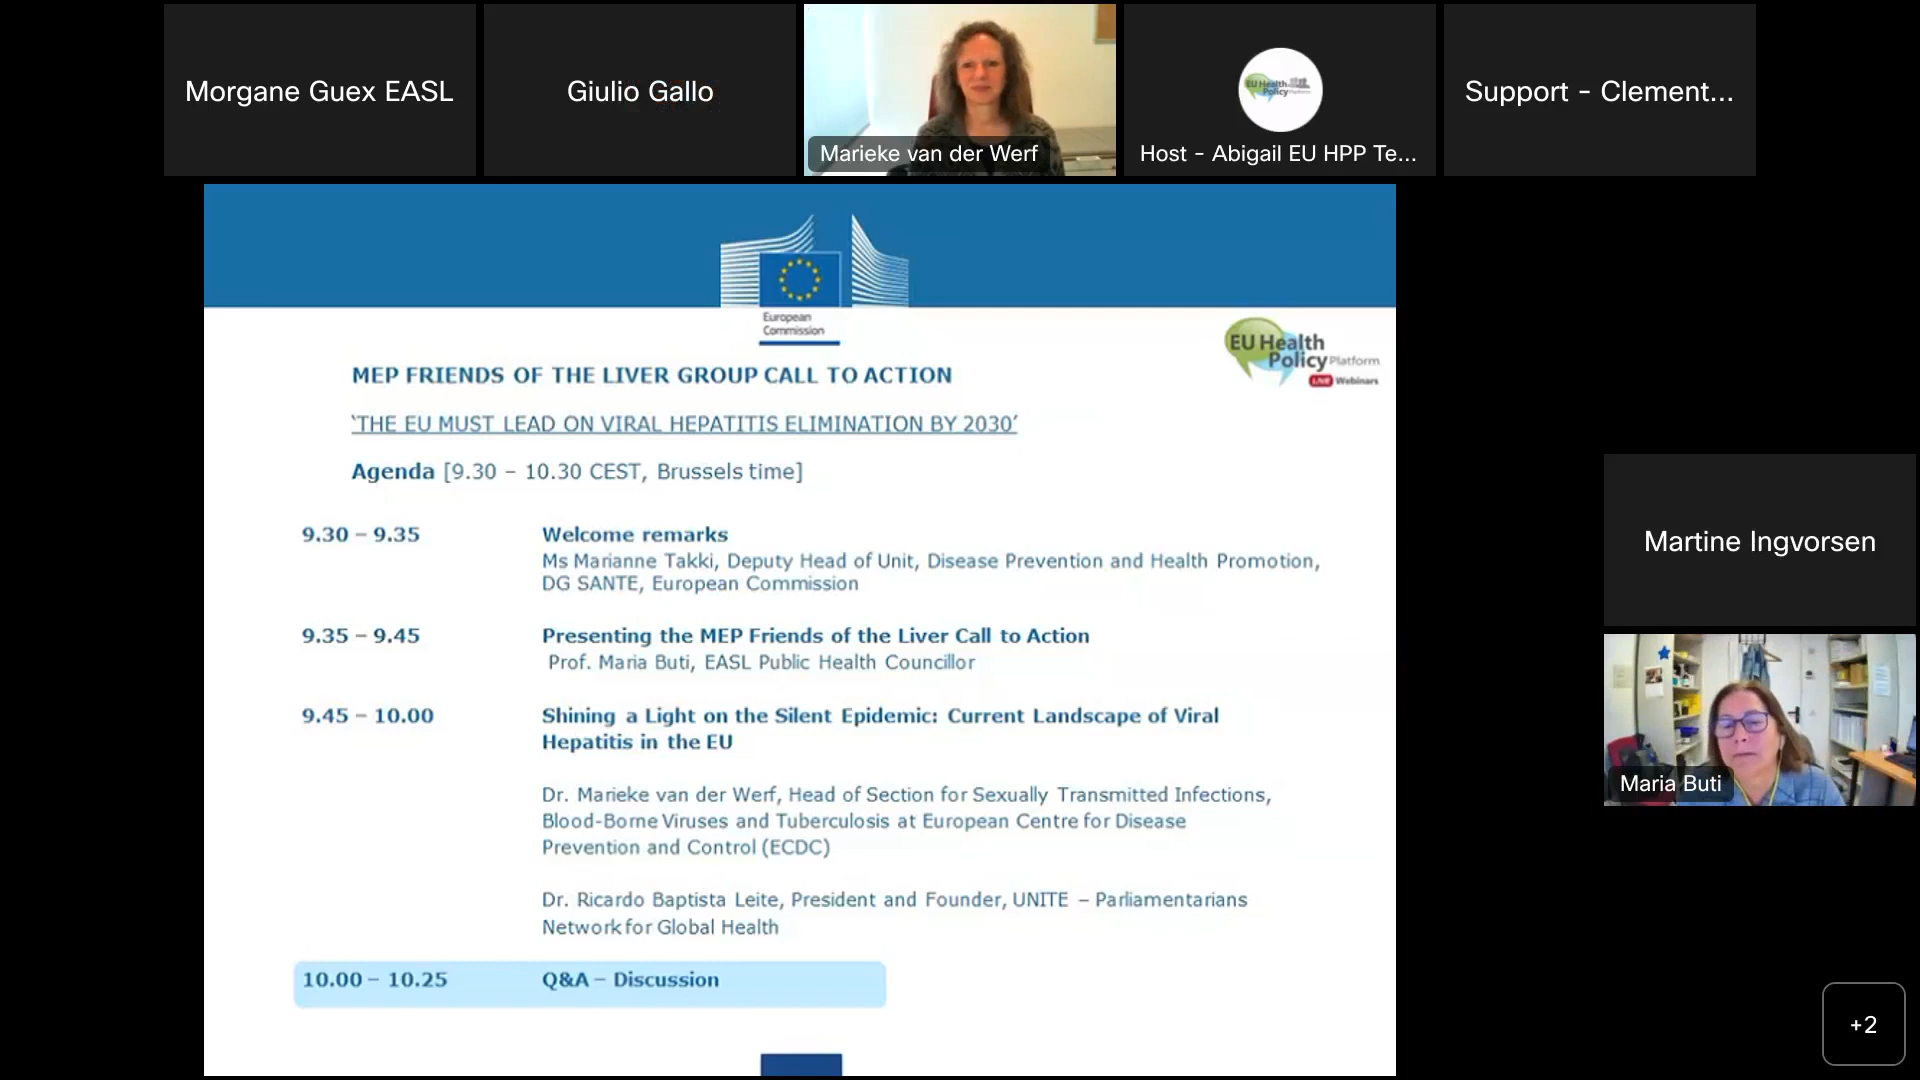 Morgane Guex EASL
Giulio Gallo
Marieke van der Werf
EU Health
Policy
Host - Abigail EU HPP Te...
Support - Clement...
European
Commission
EU Health
Policy Platform
LIVE Webinars
MEP FRIENDS OF THE LIVER GROUP CALL TO ACTION
‘THE EU MUST LEAD ON VIRAL HEPATITIS ELIMINATION BY 2030’
Agenda [9.30 – 10.30 CEST, Brussels time]
9.30 – 9.35 Welcome remarks
Ms Marianne Takki, Deputy Head of Unit, Disease Prevention and Health Promotion,
DG SANTE, European Commission
9.35 – 9.45 Presenting the MEP Friends of the Liver Call to Action
Prof. Maria Buti, EASL Public Health Councillor
9.45 – 10.00 Shining a Light on the Silent Epidemic: Current Landscape of Viral
Hepatitis in the EU
Dr. Marieke van der Werf, Head of Section for Sexually Transmitted Infections,
Blood-Borne Viruses and Tuberculosis at European Centre for Disease
Prevention and Control (ECDC)
Dr. Ricardo Baptista Leite, President and Founder, UNITE – Parliamentarians
Network for Global Health
10.00 – 10.25 Q&A – Discussion
Martine Ingvorsen
Maria Buti
+2